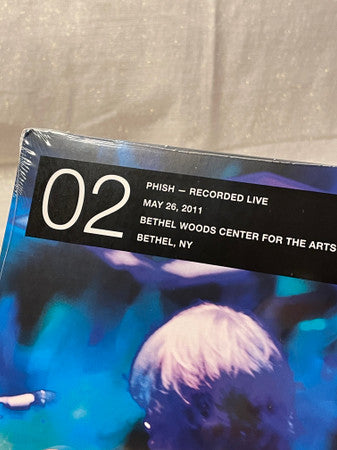 02
PHISH – RECORDED LIVE
MAY 26, 2011
BETHEL WOODS CENTER FOR THE ARTS
BETHEL, NY